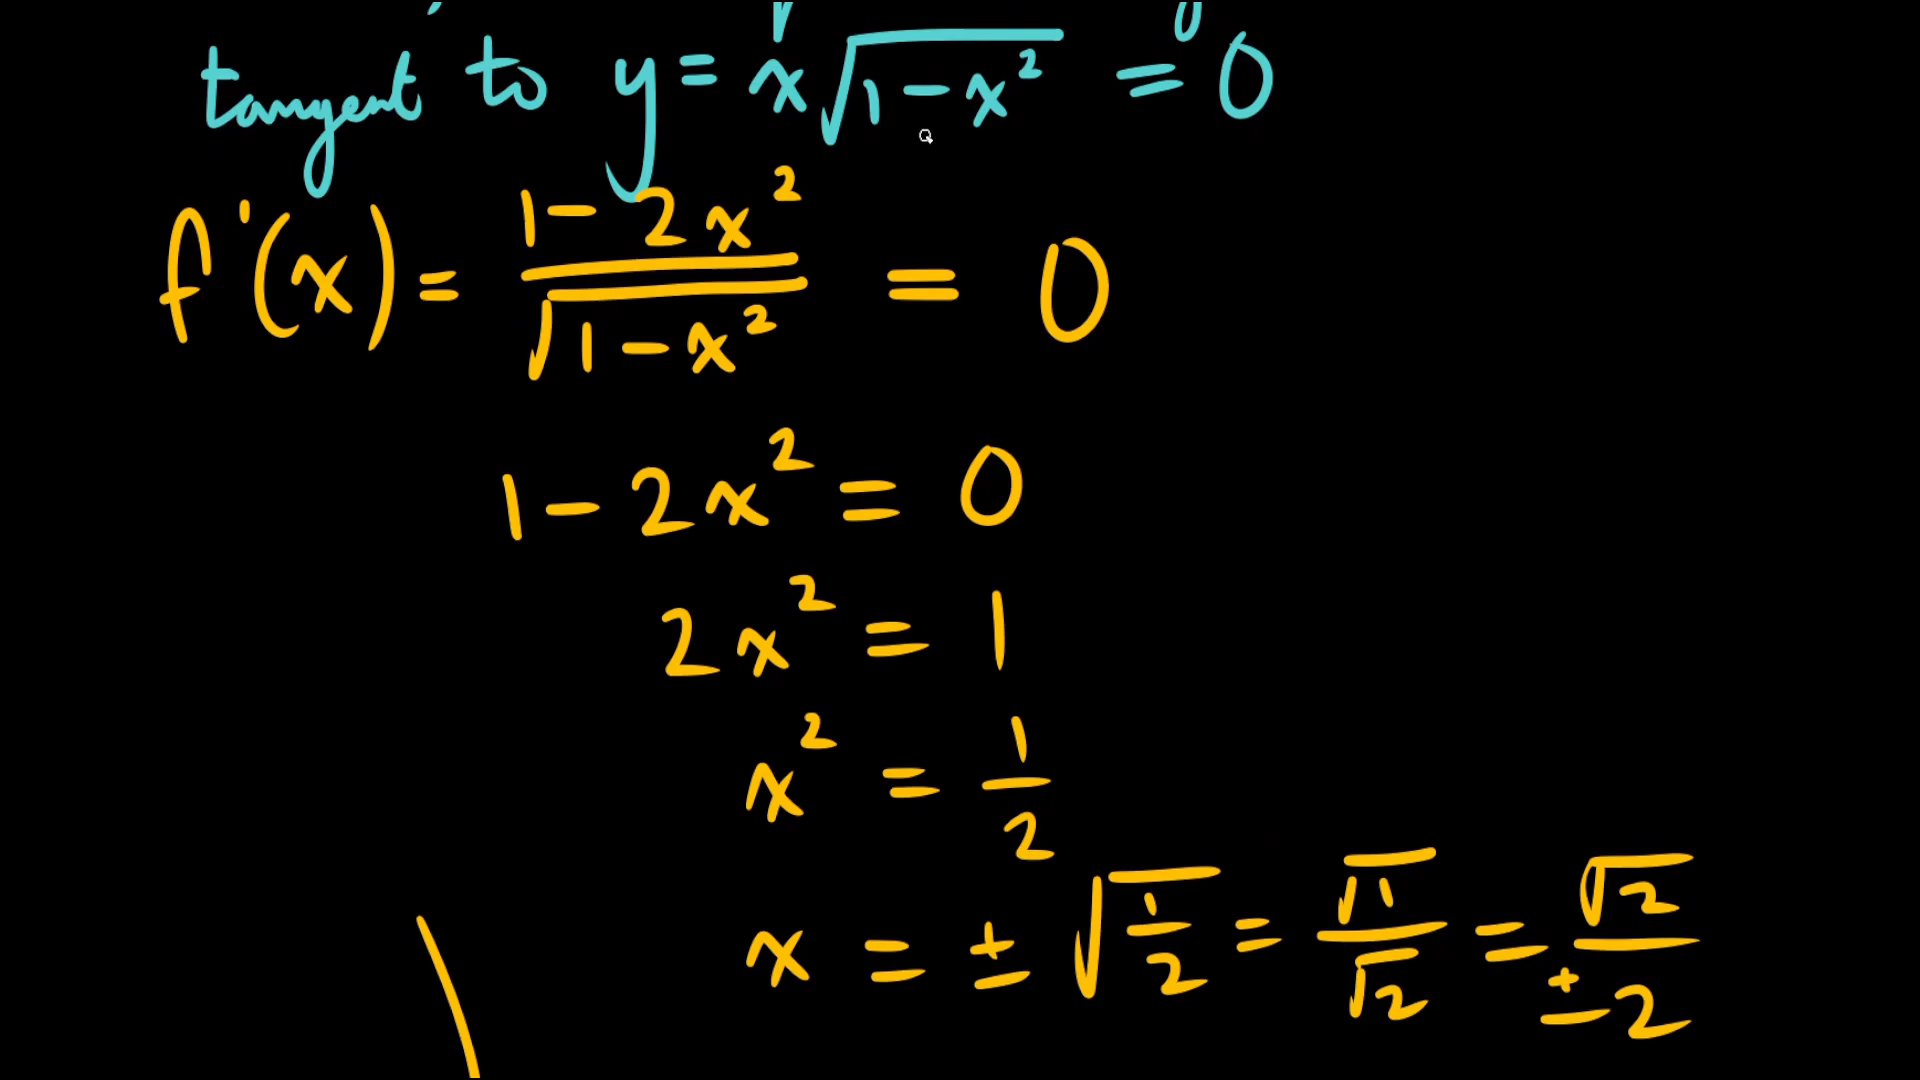 tangent to y = x√(1-x²) = 0
f'(x) = (1-2x²)/√(1-x²) = 0
1 - 2x² = 0
2x² = 1
x² = 1/2
x = ± √(1/2) = √1/√2 = √2/±2